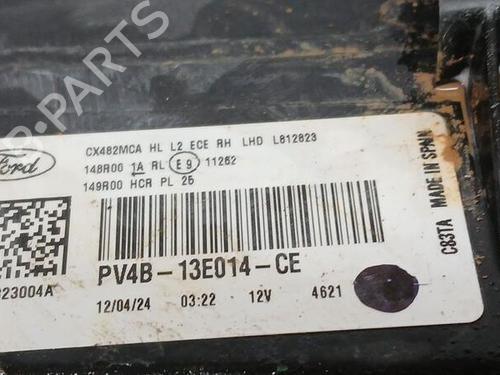 Ford
CX482MCA HL L2 ECE RH LHD L812823
148R00 1A RL E9 11262
149R00 HCR PL 25
PV4B-13E014-CE
823004A
12/04/24 03:22 12V 4621
C83TA MADE IN SPAIN
B-PARTS